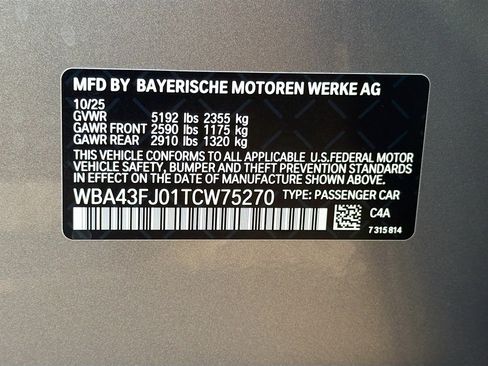 MFD BY BAYERISCHE MOTOREN WERKE AG
10/25
GVWR 5192 lbs 2355 kg
GAWR FRONT 2590 lbs 1175 kg
GAWR REAR 2910 lbs 1320 kg
THIS VEHICLE CONFORMS TO ALL APPLICABLE U.S.FEDERAL MOTOR
VEHICLE SAFETY, BUMPER AND THEFT PREVENTION STANDARDS
IN EFFECT ON THE DATE OF MANUFACTURE SHOWN ABOVE.
WBA43FJ01TCW75270 TYPE: PASSENGER CAR
C4A
7 315 814